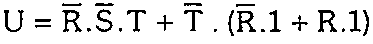 U = R̅.S̅.T + T̅ . (R̅.1 + R.1)